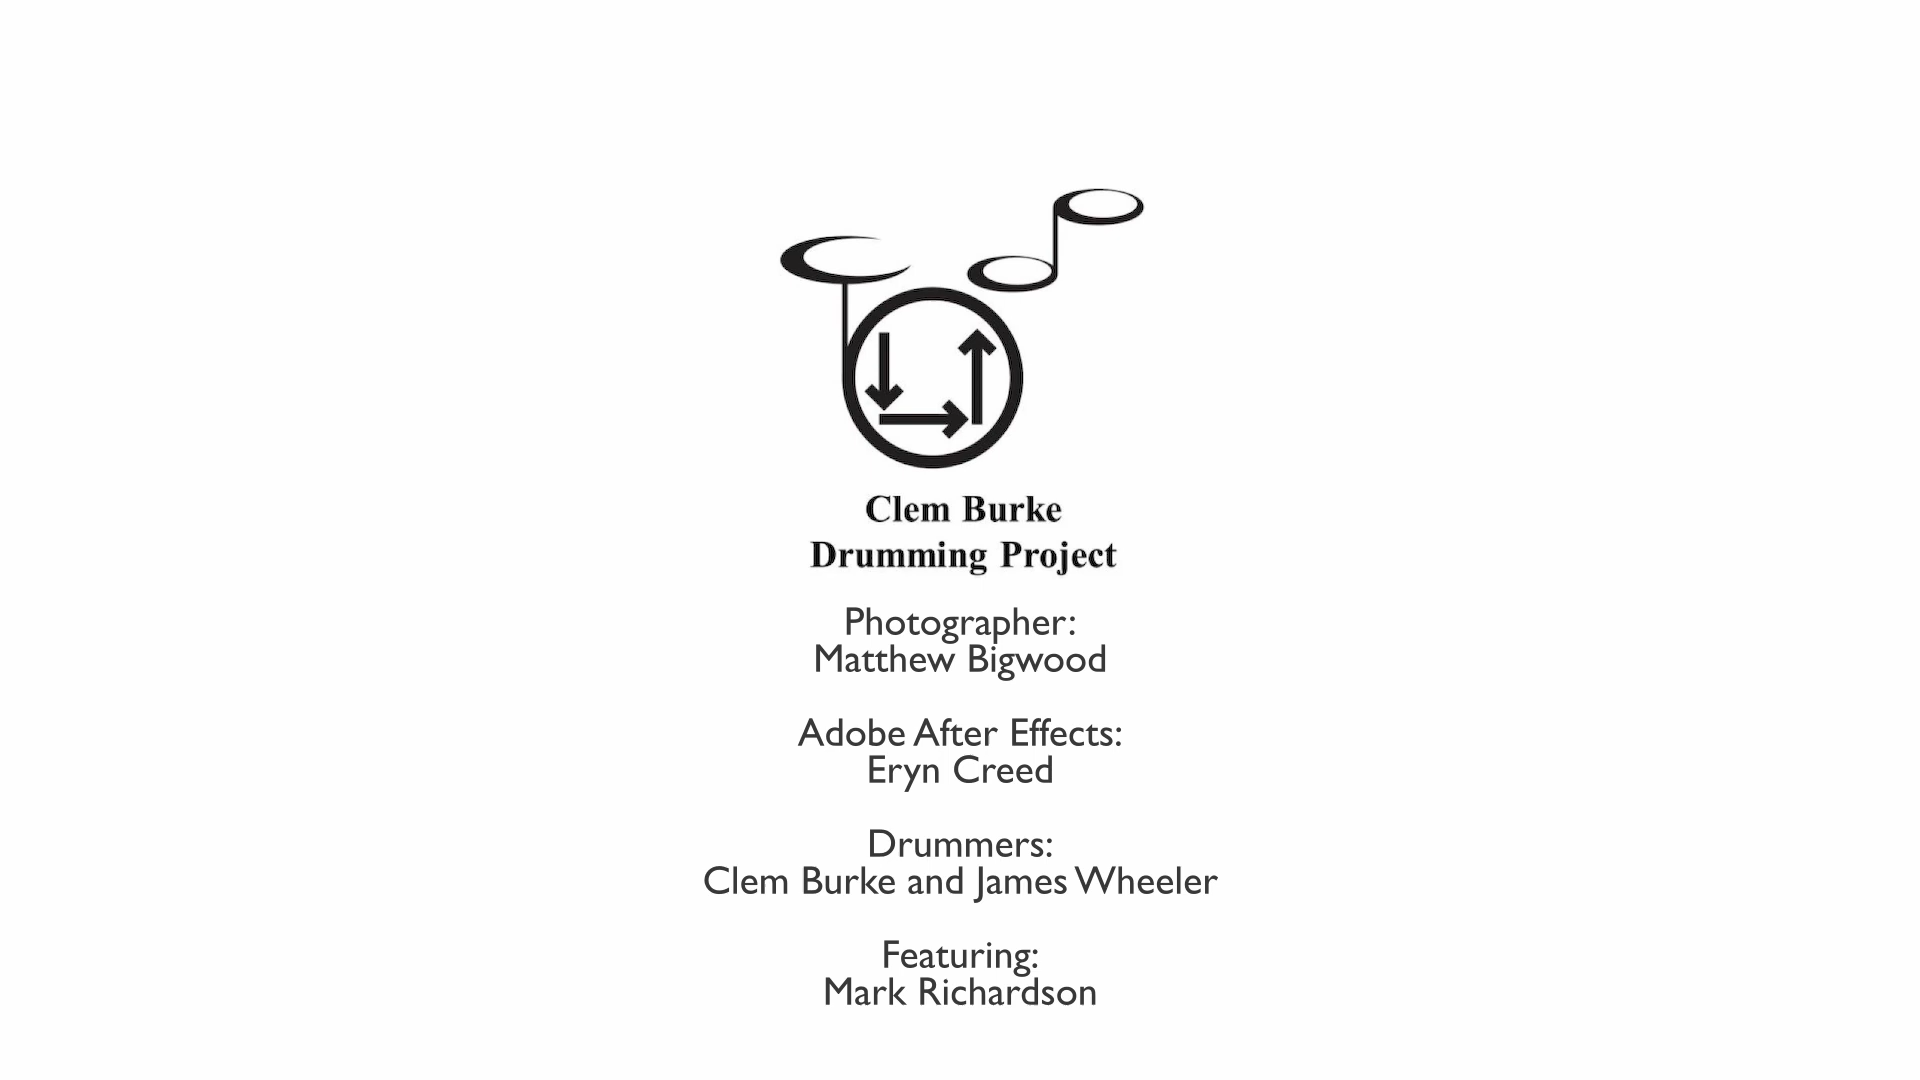 Clem Burke
Drumming Project
Photographer:
Matthew Bigwood
Adobe After Effects:
Eryn Creed
Drummers:
Clem Burke and James Wheeler
Featuring:
Mark Richardson